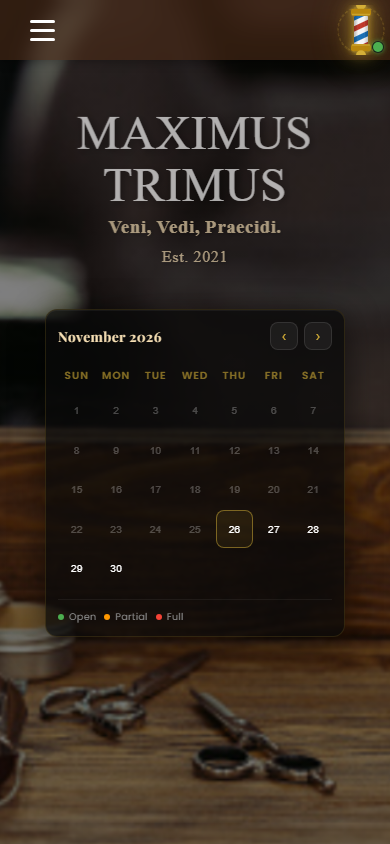 MAXIMUS
TRIMUS
Veni, Vedi, Praecidi.
Est. 2021
November 2026 ‹ ›
SUN MON TUE WED THU FRI SAT
1 2 3 4 5 6 7
8 9 10 11 12 13 14
15 16 17 18 19 20 21
22 23 24 25 26 27 28
29 30
Open Partial Full